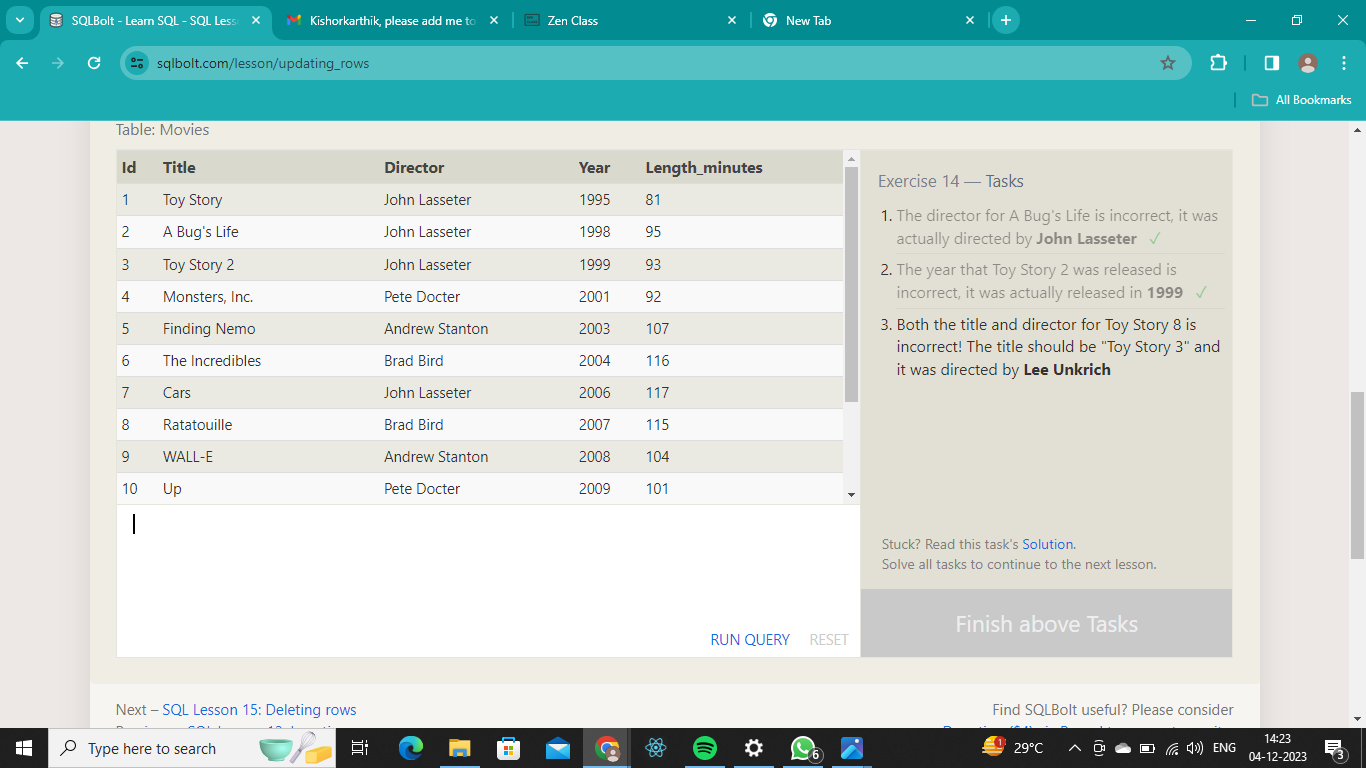 SQLBolt - Learn SQL - SQL Less
Kishorkarthik, please add me to
Zen Class
New Tab
sqlbolt.com/lesson/updating_rows
All Bookmarks
Table: Movies
Id Title Director Year Length_minutes
1 Toy Story John Lasseter 1995 81
2 A Bug's Life John Lasseter 1998 95
3 Toy Story 2 John Lasseter 1999 93
4 Monsters, Inc. Pete Docter 2001 92
5 Finding Nemo Andrew Stanton 2003 107
6 The Incredibles Brad Bird 2004 116
7 Cars John Lasseter 2006 117
8 Ratatouille Brad Bird 2007 115
9 WALL-E Andrew Stanton 2008 104
10 Up Pete Docter 2009 101
RUN QUERY RESET
Exercise 14 — Tasks
1. The director for A Bug's Life is incorrect, it was
actually directed by John Lasseter ✓
2. The year that Toy Story 2 was released is
incorrect, it was actually released in 1999 ✓
3. Both the title and director for Toy Story 8 is
incorrect! The title should be "Toy Story 3" and
it was directed by Lee Unkrich
Stuck? Read this task's Solution.
Solve all tasks to continue to the next lesson.
Finish above Tasks
Next – SQL Lesson 15: Deleting rows
Find SQLBolt useful? Please consider
Type here to search
6
1
29°C
ENG
14:23
04-12-2023
3